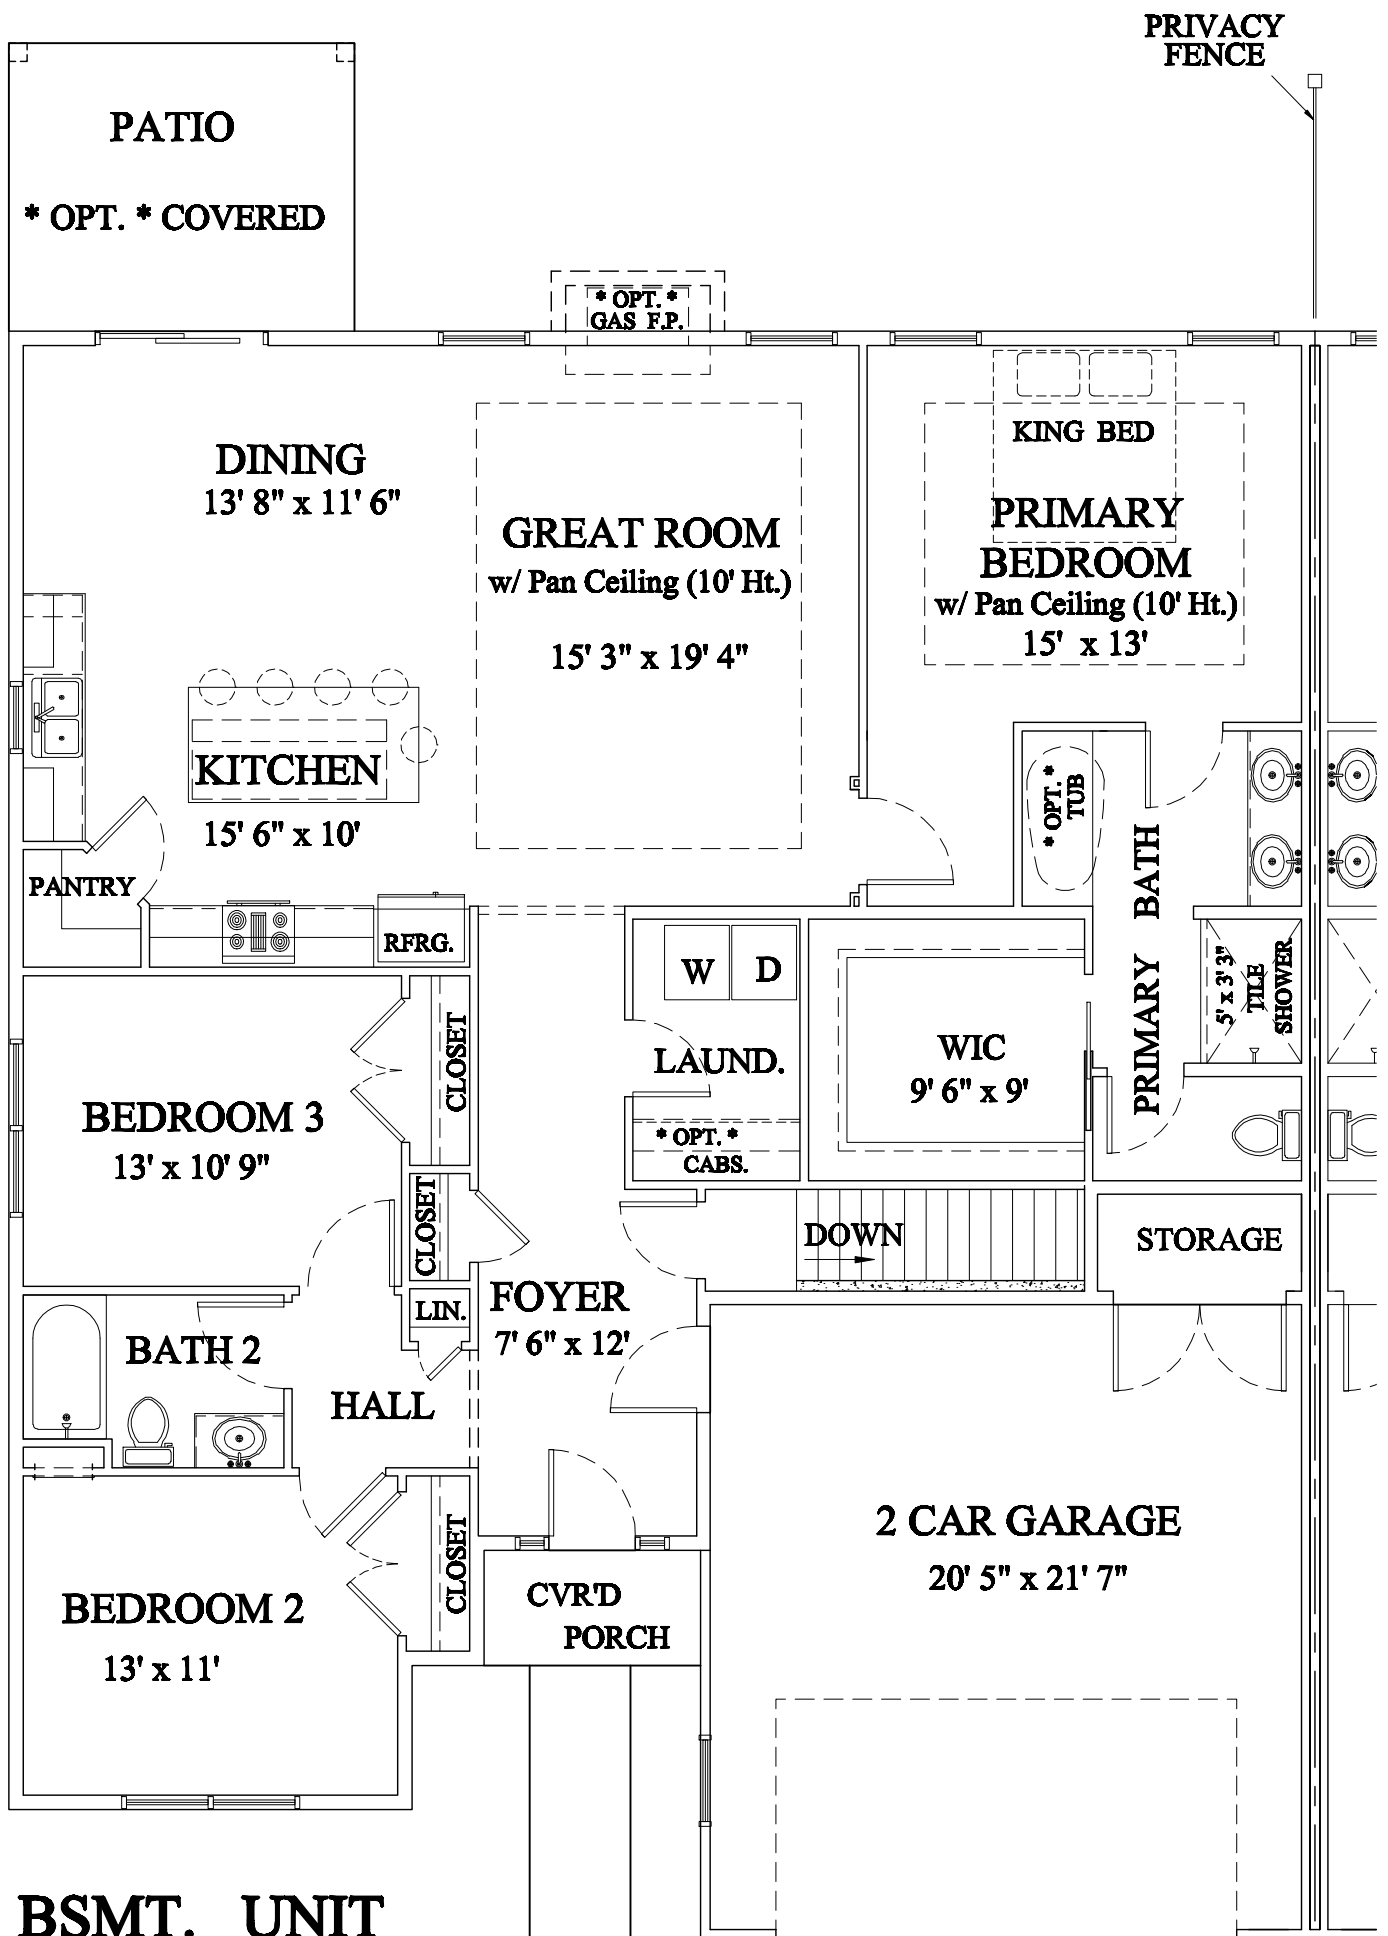 PRIVACY
FENCE
PATIO
* OPT. * COVERED
* OPT. *
GAS F.P.
KING BED
DINING
13' 8" x 11' 6"
GREAT ROOM
w/ Pan Ceiling (10' Ht.)
15' 3" x 19' 4"
PRIMARY
BEDROOM
w/ Pan Ceiling (10' Ht.)
15' x 13'
KITCHEN
15' 6" x 10'
* OPT. *
TUB
PRIMARY BATH
PANTRY
RFRG.
W
D
LAUND.
* OPT. *
CABS.
WIC
9' 6" x 9'
5' x 3' 3"
TILE
SHOWER
CLOSET
BEDROOM 3
13' x 10' 9"
CLOSET
DOWN
STORAGE
LIN.
FOYER
7' 6" x 12'
BATH 2
HALL
2 CAR GARAGE
20' 5" x 21' 7"
CLOSET
BEDROOM 2
13' x 11'
CVR'D
PORCH
BSMT. UNIT